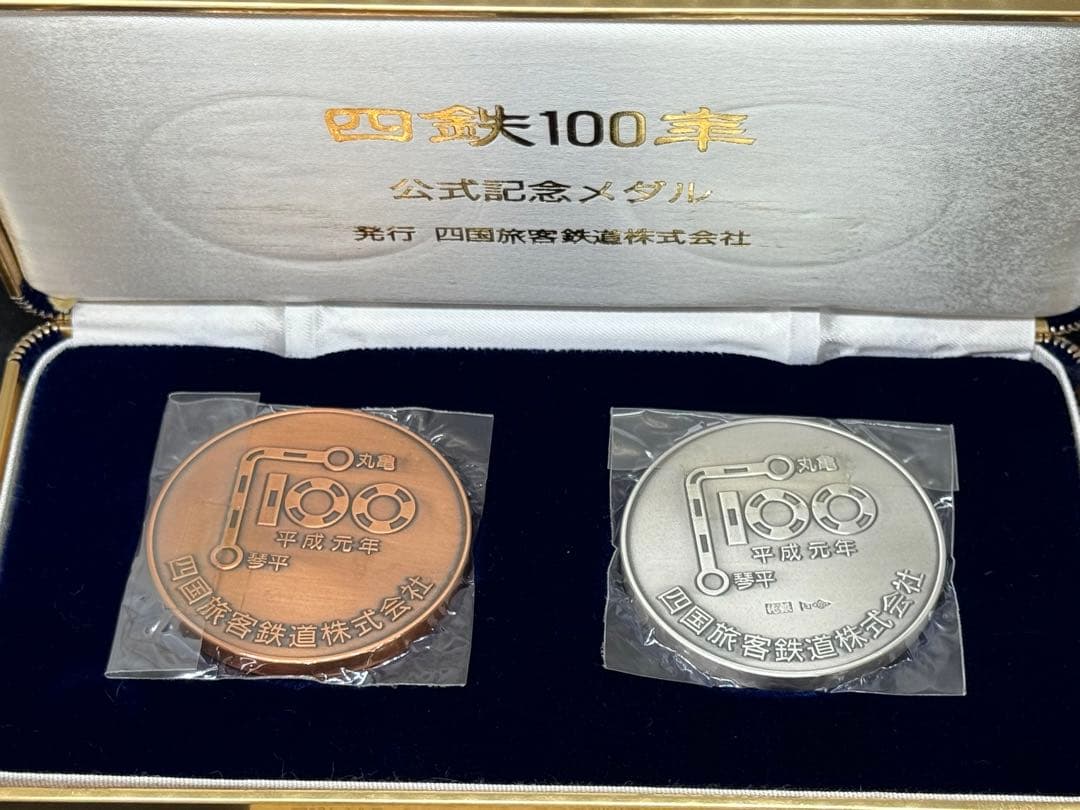 四鉄100年
公式記念メダル
発行 四国旅客鉄道株式会社
丸亀
100
平成元年
琴平
四国旅客鉄道株式会社
丸亀
100
平成元年
琴平
純銀
四国旅客鉄道株式会社